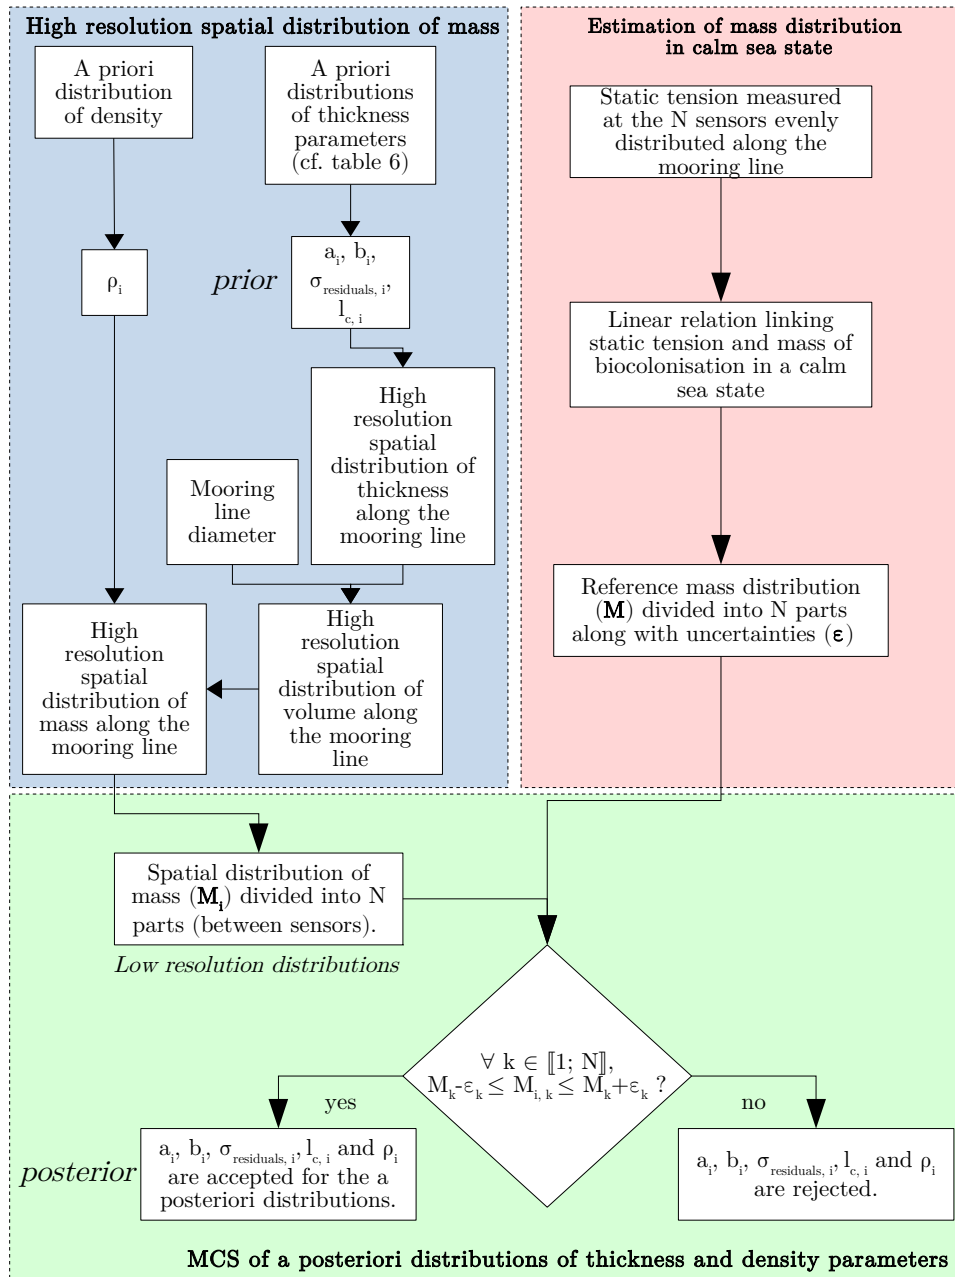 High resolution spatial distribution of mass
A priori
distribution
of density
A priori
distributions
of thickness
parameters
(cf. table 6)
ρi
prior
ai, bi,
σresiduals, i,
lc, i
High
resolution
spatial
distribution of
thickness
along the
mooring line
Mooring
line
diameter
High
resolution
spatial
distribution of
mass along the
mooring line
High
resolution
spatial
distribution of
volume along
the mooring
line
Estimation of mass distribution
in calm sea state
Static tension measured
at the N sensors evenly
distributed along the
mooring line
Linear relation linking
static tension and mass of
biocolonisation in a calm
sea state
Reference mass distribution
(M) divided into N parts
along with uncertainties (ε)
Spatial distribution of
mass (Mi) divided into N
parts (between sensors).
Low resolution distributions
∀ k ∈ ⟦1; N⟧,
Mk-εk ≤ Mi, k ≤ Mk+εk ?
yes
no
posterior
ai, bi, σresiduals, i, lc, i and ρi
are accepted for the a
posteriori distributions.
ai, bi, σresiduals, i, lc, i and ρi
are rejected.
MCS of a posteriori distributions of thickness and density parameters